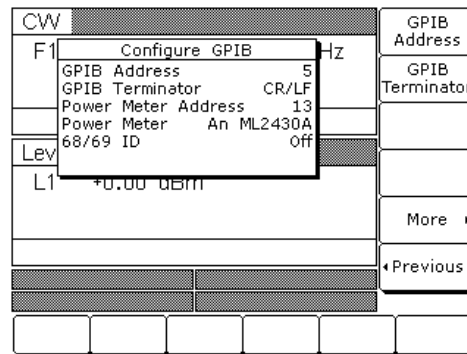 CW
F1
Hz
Configure GPIB
GPIB Address 5
GPIB Terminator CR/LF
Power Meter Address 13
Power Meter An ML2430A
68/69 ID Off
Lev
L1 +0.00 dBm
GPIB
Address
GPIB
Terminator
More
Previous